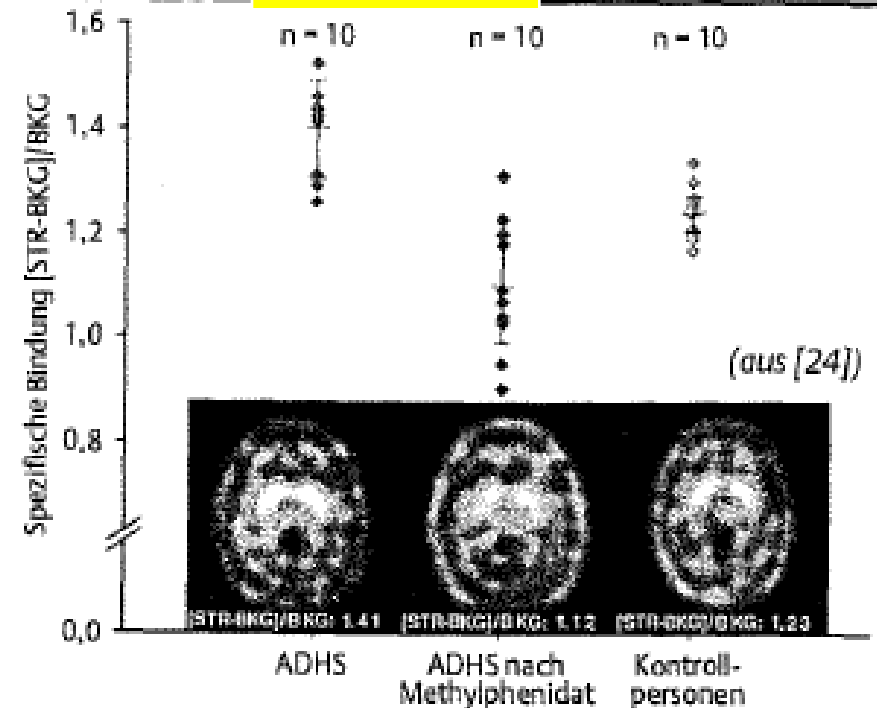 1,6
n = 10 n = 10 n = 10
1,4
1,2
1,0
0,8
0,0
Spezifische Bindung [STR-BKG]/BKG
(aus [24])
[STR-BKG]/BKG: 1.41 [STR-BKG]/BKG: 1.12 [STR-BKG]/BKG: 1.23
ADHS ADHS nach Kontroll-
Methylphenidat personen